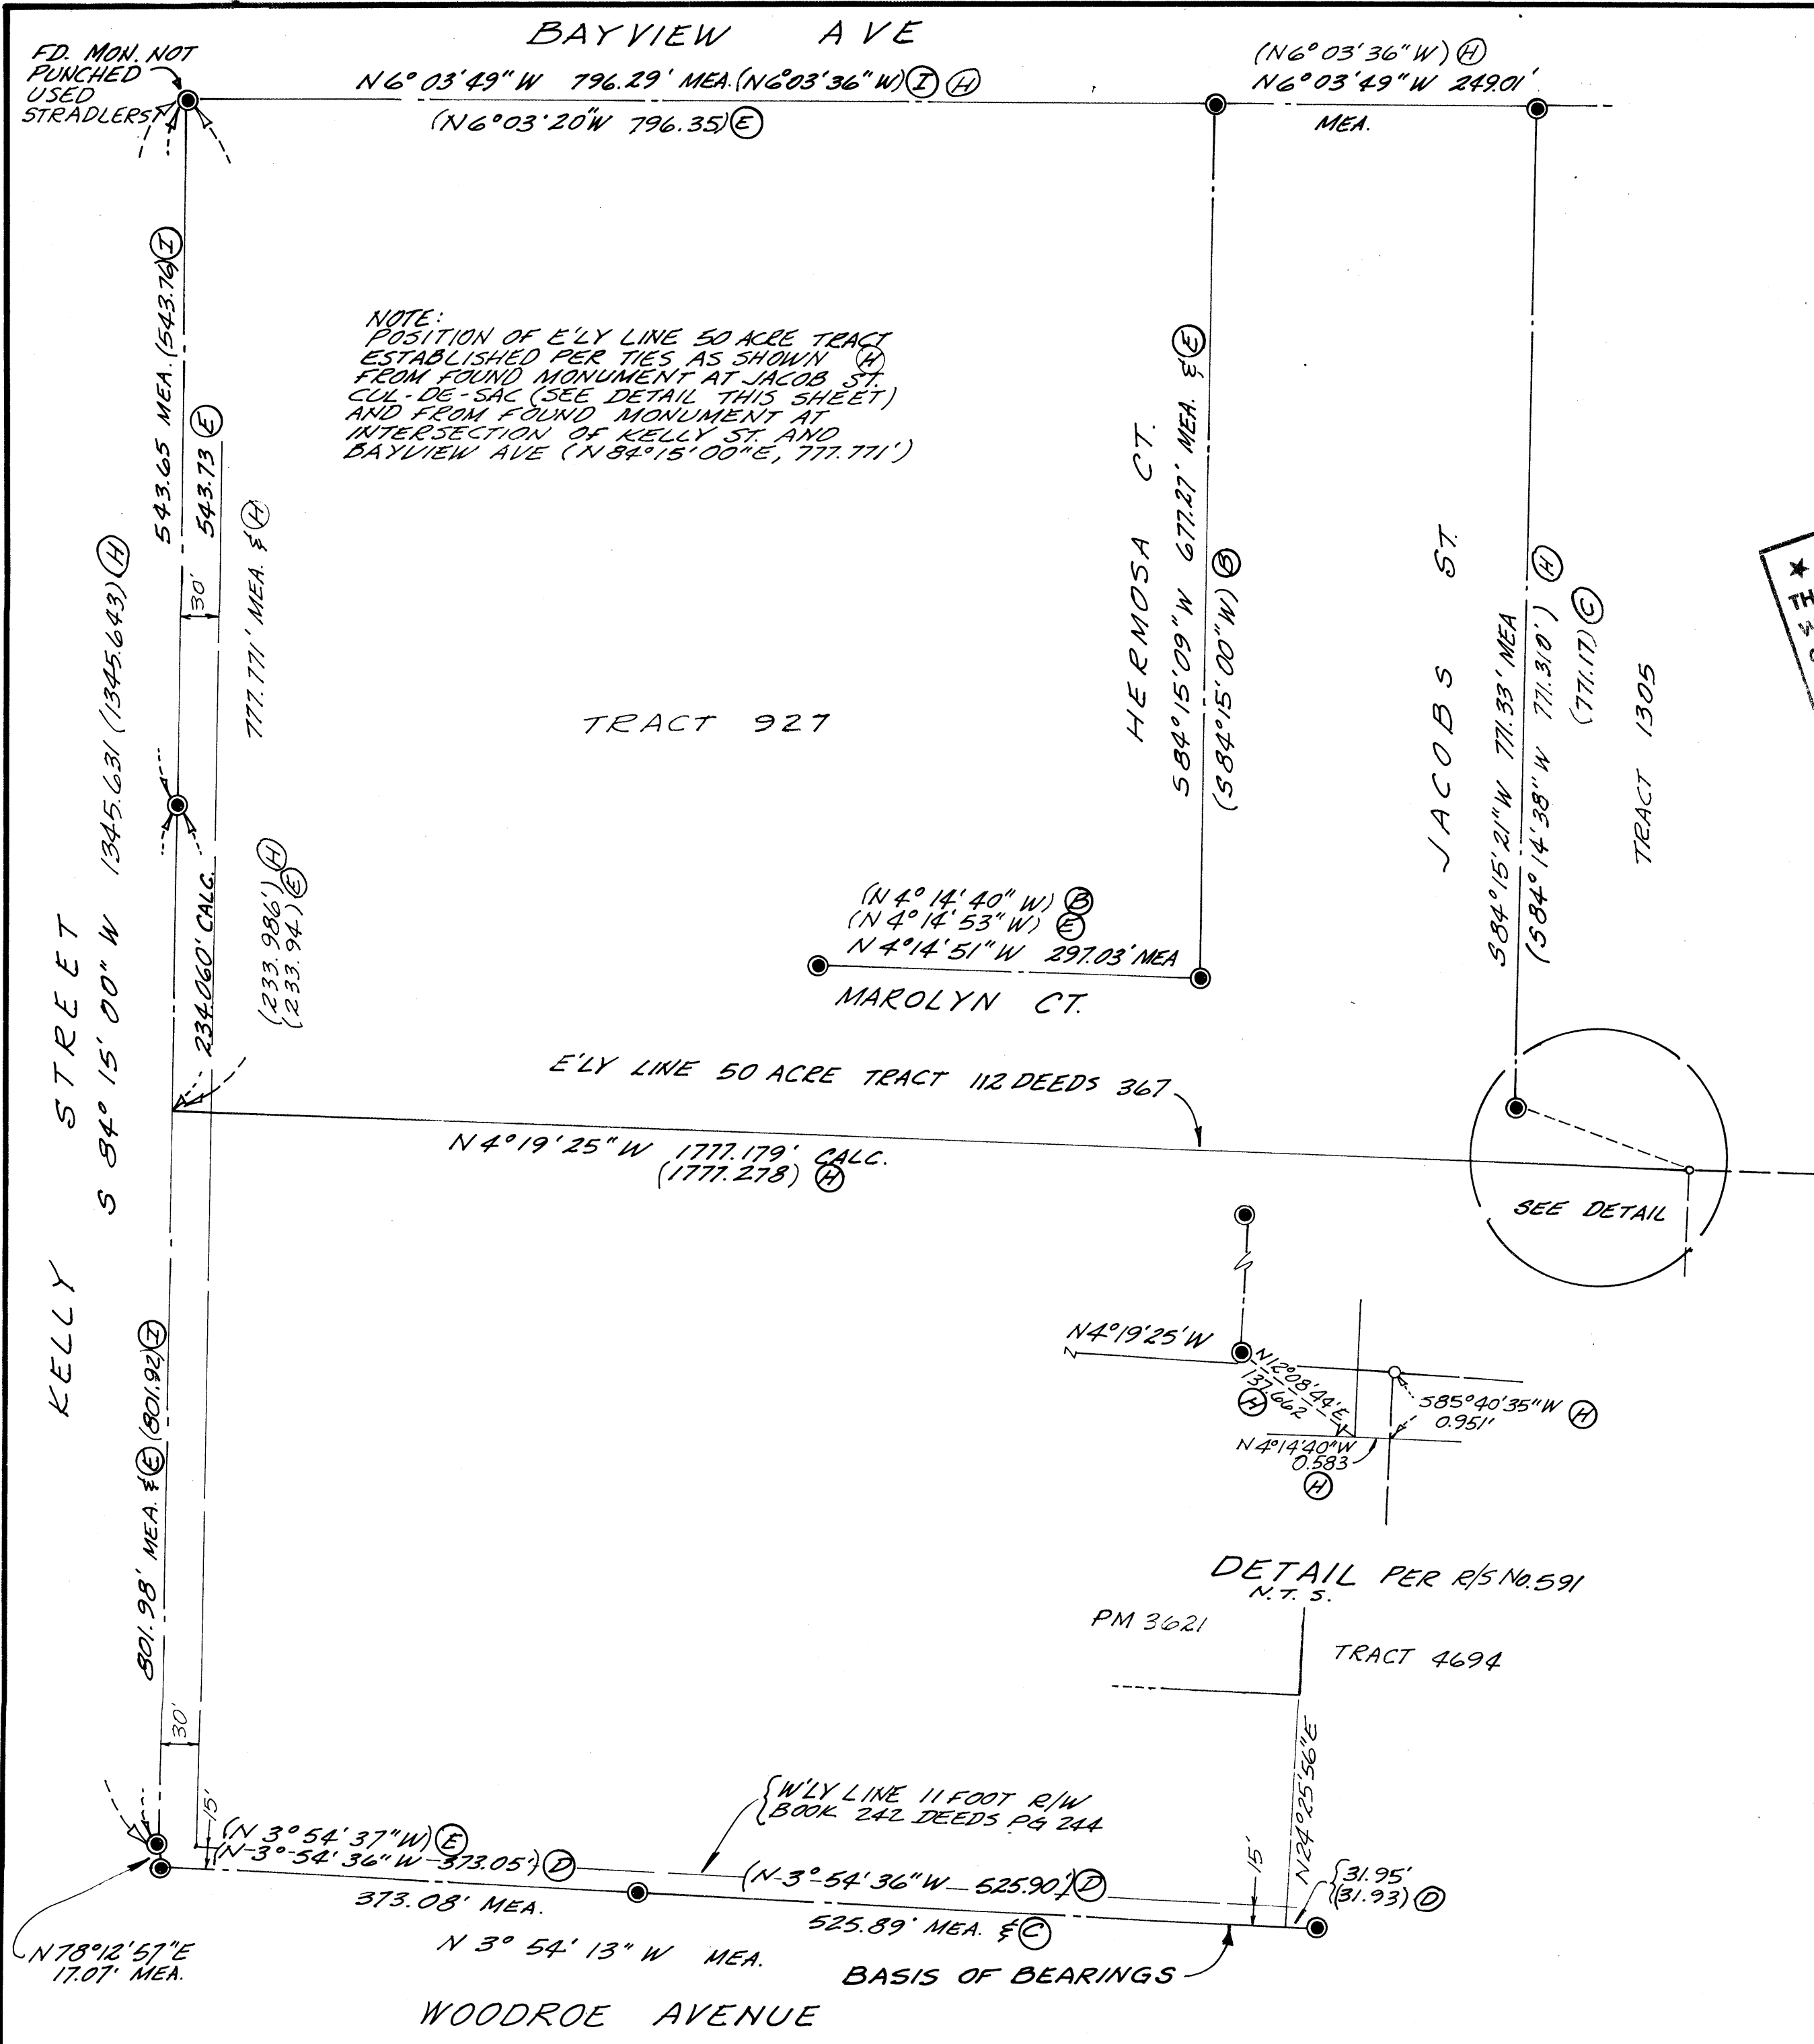 BAYVIEW AVE
FD. MON. NOT
PUNCHED
USED
STRADLERS
N6°03'49"W 796.29' MEA.(N6°03'36"W) I H
(N6°03'20"W 796.35) E
(N6°03'36"W) H
N6°03'49"W 249.01'
MEA.
543.65 MEA.(543.76) I
543.73 E
30'
777.771' MEA. & H
NOTE:
POSITION OF E'LY LINE 50 ACRE TRACT
ESTABLISHED PER TIES AS SHOWN H
FROM FOUND MONUMENT AT JACOB ST.
CUL-DE-SAC (SEE DETAIL THIS SHEET)
AND FROM FOUND MONUMENT AT
INTERSECTION OF KELLY ST. AND
BAYVIEW AVE (N84°15'00"E, 777.771')
HERMOSA CT.
S84°15'09"W 677.27' MEA. & E
(S84°15'00"W) B
JACOBS ST.
S84°15'21"W 771.33' MEA
(S84°14'38"W 771.310') H
(771.17) C
TRACT 1305
TRACT 927
KELLY STREET
S 84° 15' 00" W 1345.631 (1345.643) H
234.060' CALC.
(233.986') H
(233.94) E
(N 4°14'40" W) B
(N 4°14'53" W) E
N 4°14'51" W 297.03' MEA
MAROLYN CT.
E'LY LINE 50 ACRE TRACT 112 DEEDS 367
N 4°19'25" W 1777.179' CALC.
(1777.278) H
SEE DETAIL
N4°19'25'W
N12°08'44"E
137.662
H
S85°40'35"W H
0.951'
N4°14'40"W
0.583
H
DETAIL PER R/S NO.591
N.T.S.
PM 3621
TRACT 4694
801.98' MEA. & E (801.92) I
30'
15'
N24°25'56"E
W'LY LINE 11 FOOT R/W
BOOK 242 DEEDS PG 244
(N 3°54'37"W) E
(N-3°-54'36"W-373.05') D
373.08' MEA.
(N-3°-54'36"W-525.90') D
525.89' MEA. & C
15'
31.95'
(31.93) D
N 3° 54' 13" W MEA.
N78°12'57"E
17.07' MEA.
BASIS OF BEARINGS
WOODROE AVENUE
TH